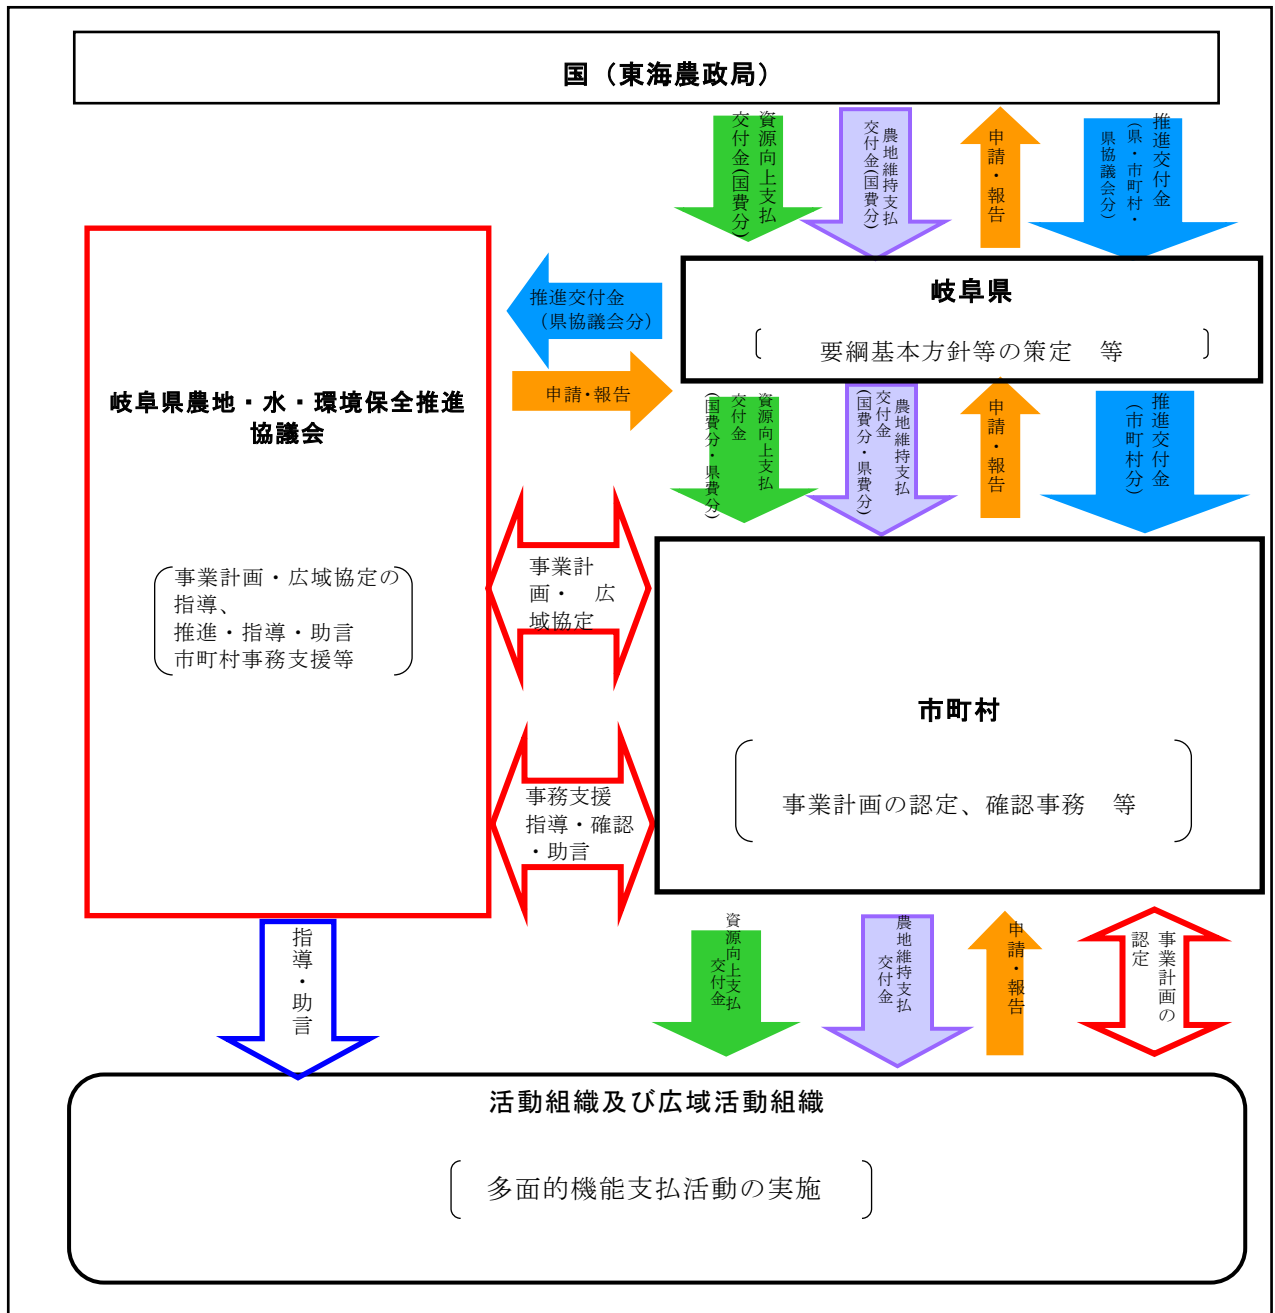 国（東海農政局）
資源向上支払
交付金(国費分)
農地維持支払
交付金(国費分)
申請・報告
推進交付金
(県・市町村・
県協議会分)
岐阜県
要綱基本方針等の策定　等
推進交付金
（県協議会分）
申請・報告
岐阜県農地・水・環境保全推進
協議会
事業計画・広域協定の
指導、
推進・指導・助言
市町村事務支援等
資源向上支払
交付金
(国費分・県費分)
農地維持支払
交付金
(国費分・県費分)
申請・報告
推進交付金
(市町村分)
事業計
画・　広
域協定
事務支援
指導・確認
・助言
市町村
事業計画の認定、確認事務　等
指導・助言
資源向上支払
交付金
農地維持支払
交付金
申請・報告
事業計画の
認定
活動組織及び広域活動組織
多面的機能支払活動の実施